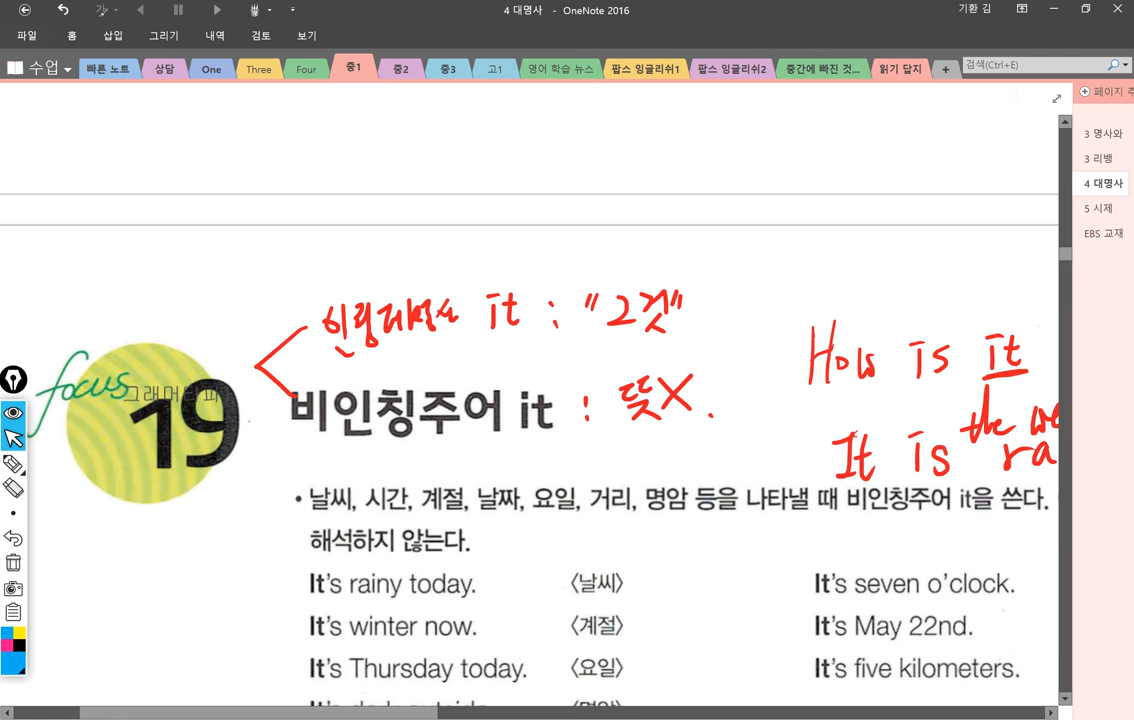 4 대명사 - OneNote 2016
기환 김
파일 홈 삽입 그리기 내역 검토 보기
수업 빠른 노트 상담 One Three Four 중1 중2 중3 고1 영어 학습 뉴스 팝스 잉글리쉬1 팝스 잉글리쉬2 중간에 빠진 것... 읽기 답지 + 검색(Ctrl+E)
페이지 추
3 명사와
3 리뱅
4 대명사
5 시제
EBS 교재
인칭대명사 it : "그것"
How is it
focus
19
비인칭주어 it : 뜻X.
the we
It is ra
• 날씨, 시간, 계절, 날짜, 요일, 거리, 명암 등을 나타낼 때 비인칭주어 it을 쓴다.
해석하지 않는다.
It's rainy today. 〈날씨〉 It's seven o'clock.
It's winter now. 〈계절〉 It's May 22nd.
It's Thursday today. 〈요일〉 It's five kilometers.